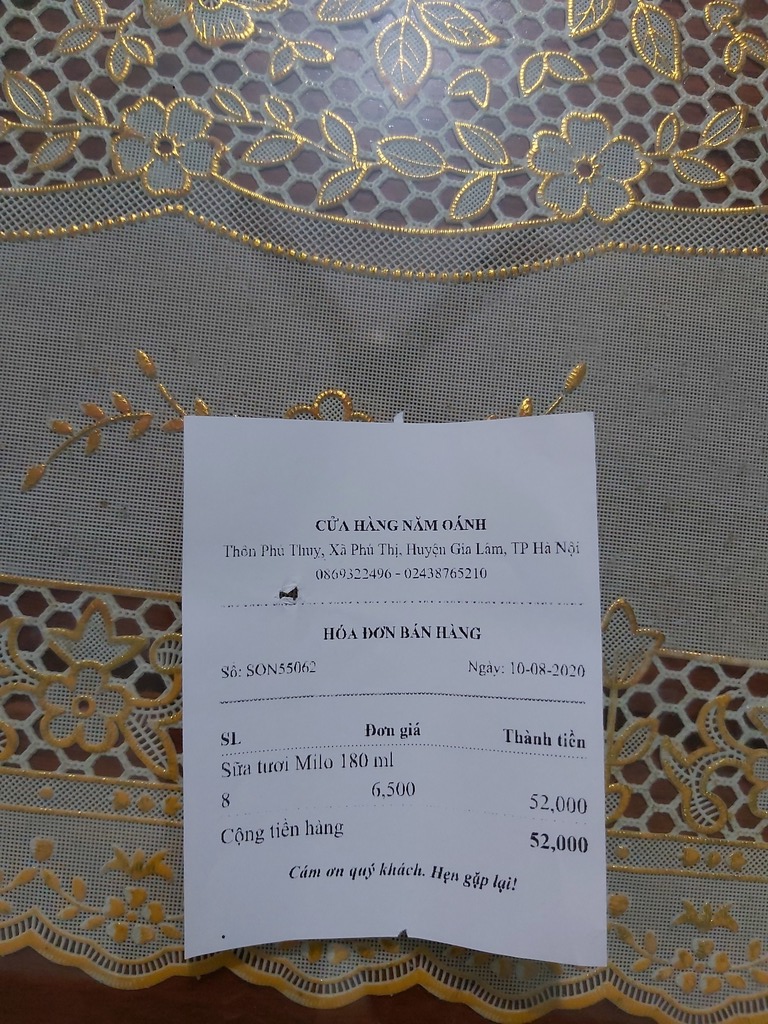 CỬA HÀNG NĂM OÁNH
Thôn Phú Thuỵ, Xã Phú Thị, Huyện Gia Lâm, TP Hà Nội
0869322496 - 02438765210
HÓA ĐƠN BÁN HÀNG
Số: SON55062 Ngày: 10-08-2020
SL Đơn giá Thành tiền
Sữa tươi Milo 180 ml
8 6,500 52,000
Cộng tiền hàng 52,000
Cám ơn quý khách. Hẹn gặp lại!